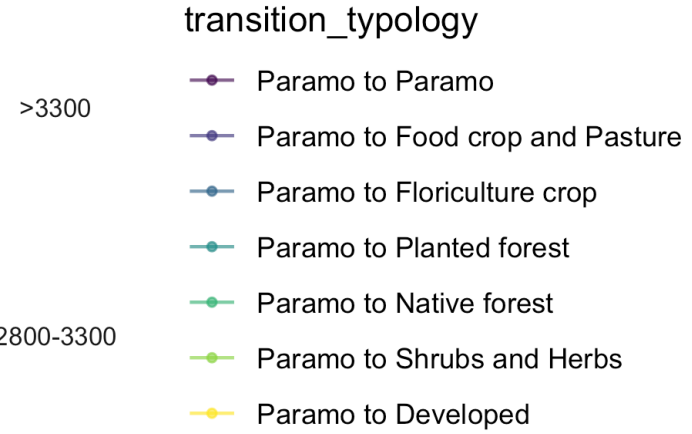 transition_typology
Paramo to Paramo
>3300
Paramo to Food crop and Pasture
Paramo to Floriculture crop
Paramo to Planted forest
Paramo to Native forest
2800-3300
Paramo to Shrubs and Herbs
Paramo to Developed